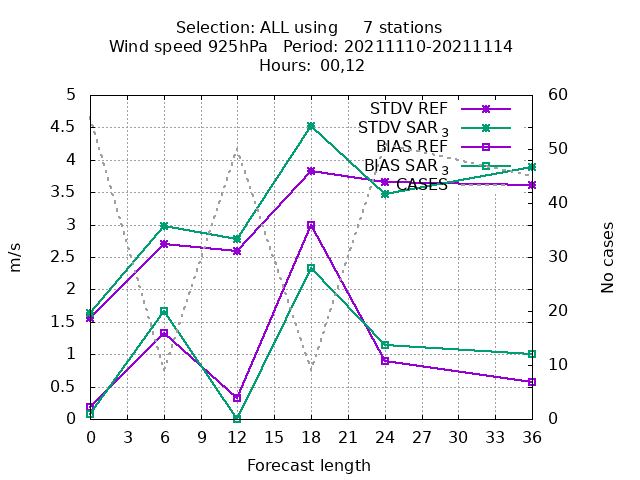 Selection: ALL using 7 stations
Wind speed 925hPa Period: 20211110-20211114
Hours: 00,12
STDV REF
STDV SAR3
BIAS REF
BIAS SAR3
CASES
5
4.5
4
3.5
3
2.5
2
1.5
1
0.5
0
m/s
60
50
40
30
20
10
0
No cases
0 3 6 9 12 15 18 21 24 27 30 33 36
Forecast length